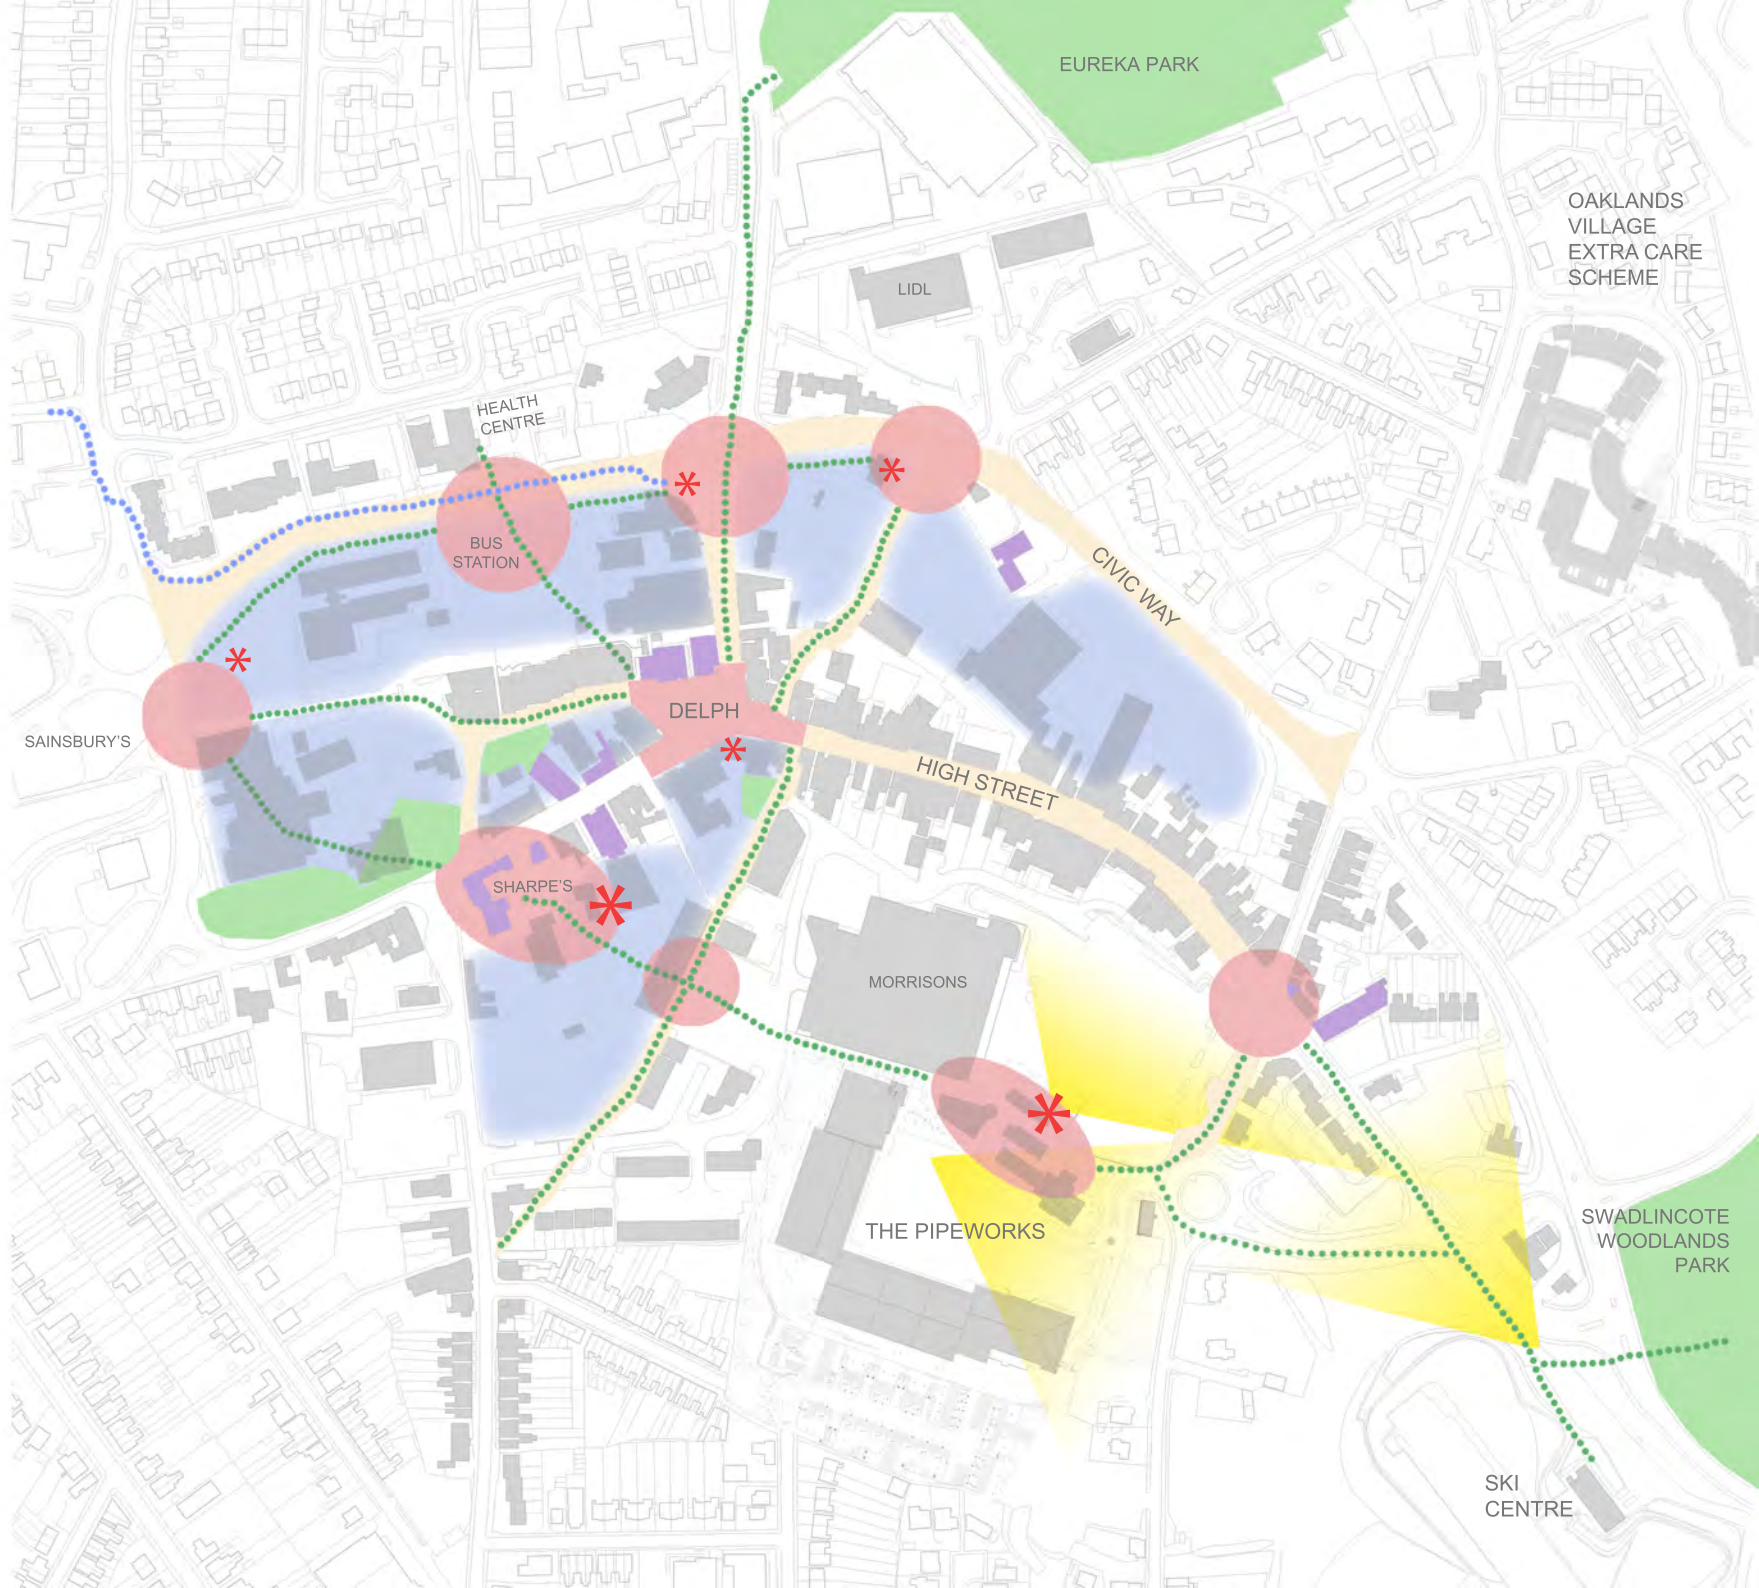 EUREKA PARK
OAKLANDS
VILLAGE
EXTRA CARE
SCHEME
LIDL
HEALTH
CENTRE
BUS
STATION
CIVIC WAY
DELPH
SAINSBURY'S
HIGH STREET
SHARPE'S
MORRISONS
THE PIPEWORKS
SWADLINCOTE
WOODLANDS
PARK
SKI
CENTRE